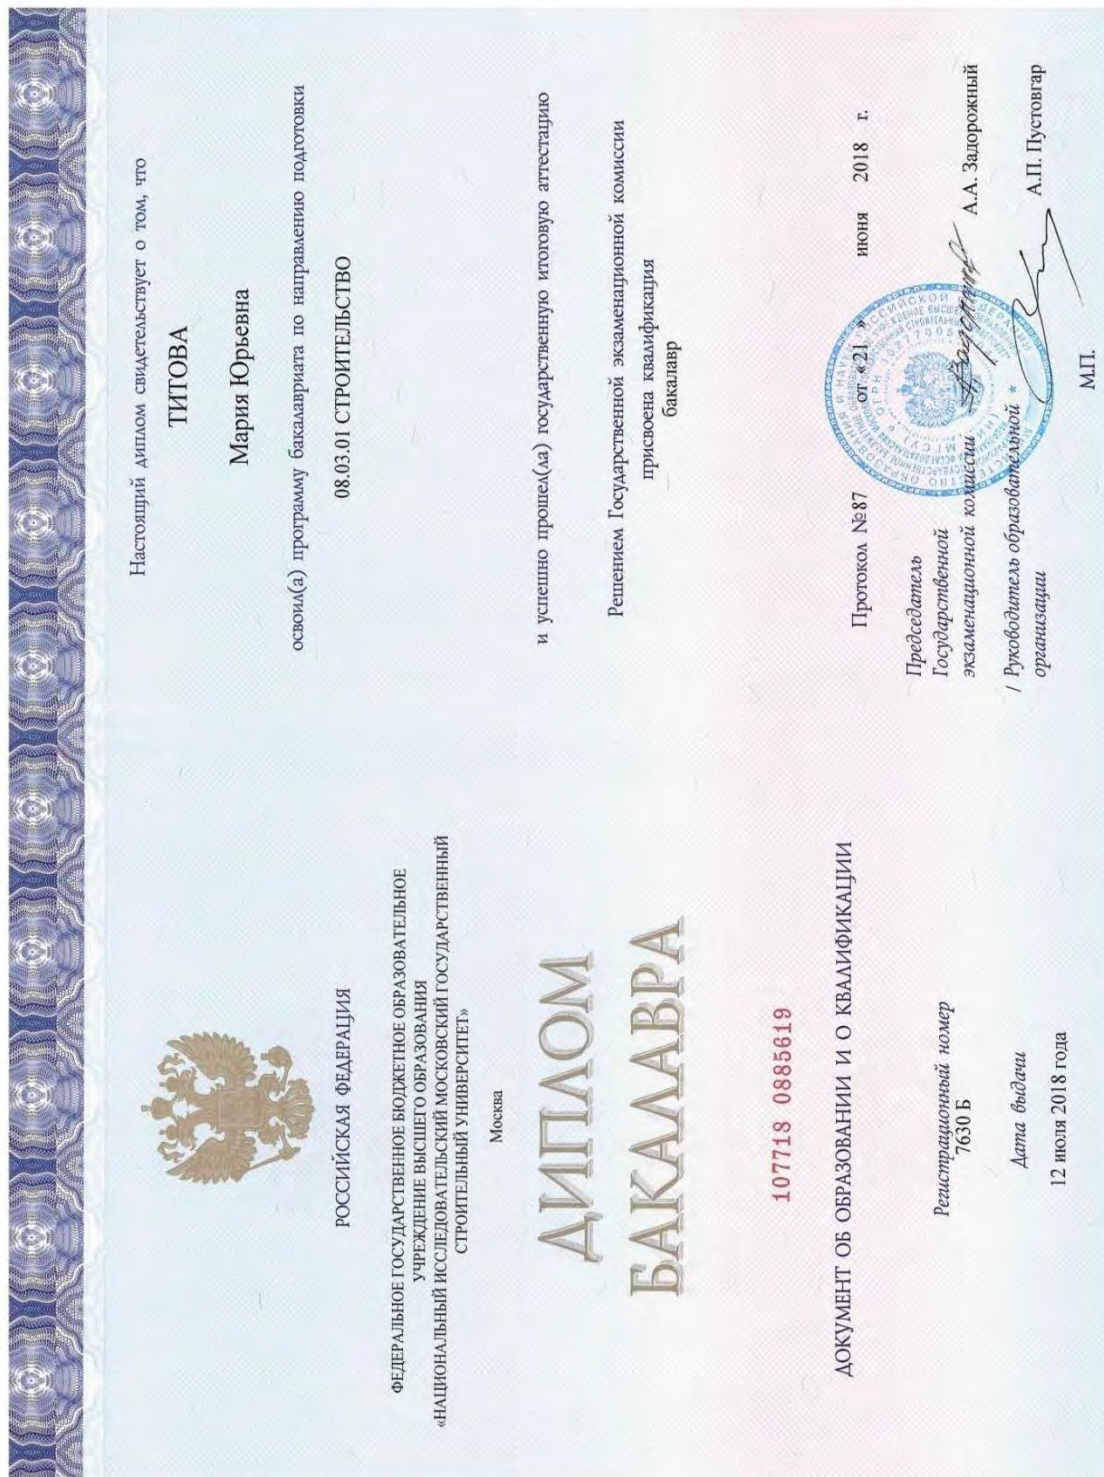 РОССИЙСКАЯ ФЕДЕРАЦИЯ
ФЕДЕРАЛЬНОЕ ГОСУДАРСТВЕННОЕ БЮДЖЕТНОЕ ОБРАЗОВАТЕЛЬНОЕ
УЧРЕЖДЕНИЕ ВЫСШЕГО ОБРАЗОВАНИЯ
«НАЦИОНАЛЬНЫЙ ИССЛЕДОВАТЕЛЬСКИЙ МОСКОВСКИЙ ГОСУДАРСТВЕННЫЙ
СТРОИТЕЛЬНЫЙ УНИВЕРСИТЕТ»
Москва
ДИПЛОМ
БАКАЛАВРА
107718 0885619
ДОКУМЕНТ ОБ ОБРАЗОВАНИИ И О КВАЛИФИКАЦИИ
Регистрационный номер
7630 Б
Дата выдачи
12 июля 2018 года
Настоящий диплом свидетельствует о том, что
ТИТОВА
Мария Юрьевна
освоил(а) программу бакалавриата по направлению подготовки
08.03.01 СТРОИТЕЛЬСТВО
и успешно прошел(ла) государственную итоговую аттестацию
Решением Государственной экзаменационной комиссии
присвоена квалификация
бакалавр
Протокол №87 от «21 » июня 2018 г.
Председатель
Государственной
экзаменационной комиссии А.А. Задорожный
/ Руководитель образовательной А.П. Пустовгар
организации
М.П.